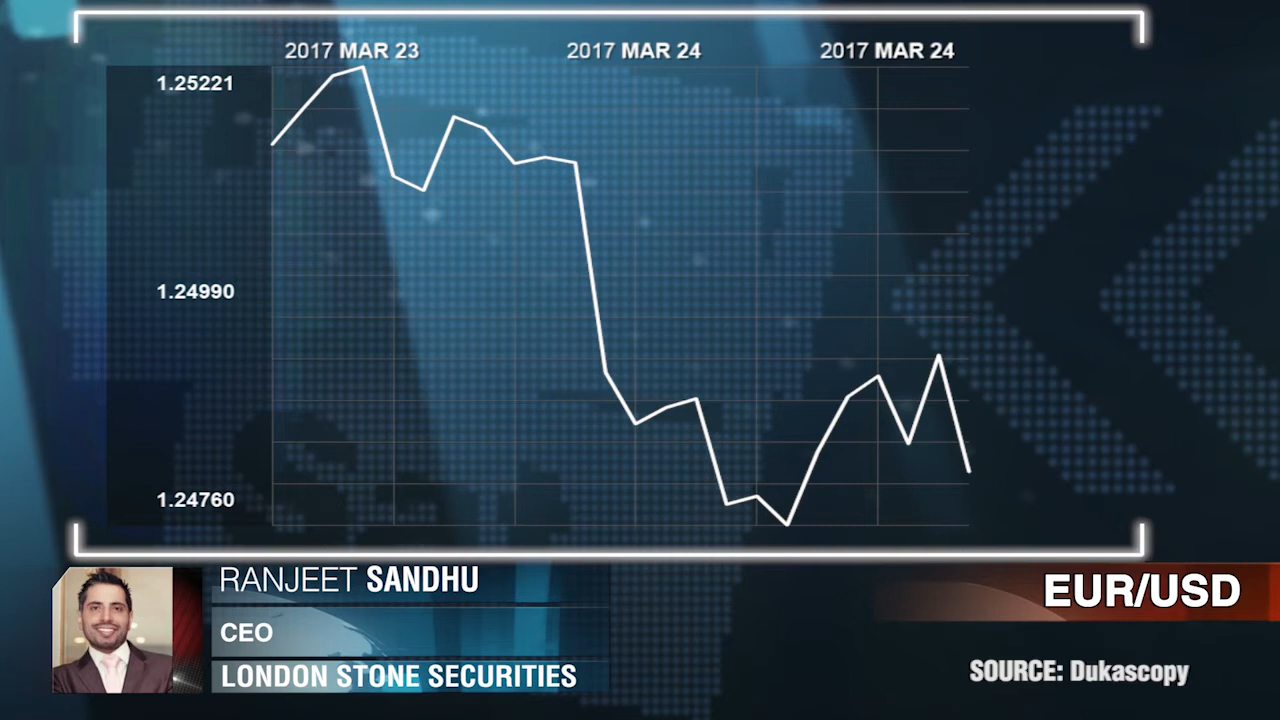 2017 MAR 23
2017 MAR 24
2017 MAR 24
1.25221
1.24990
1.24760
RANJEET SANDHU
CEO
LONDON STONE SECURITIES
EUR/USD
SOURCE: Dukascopy